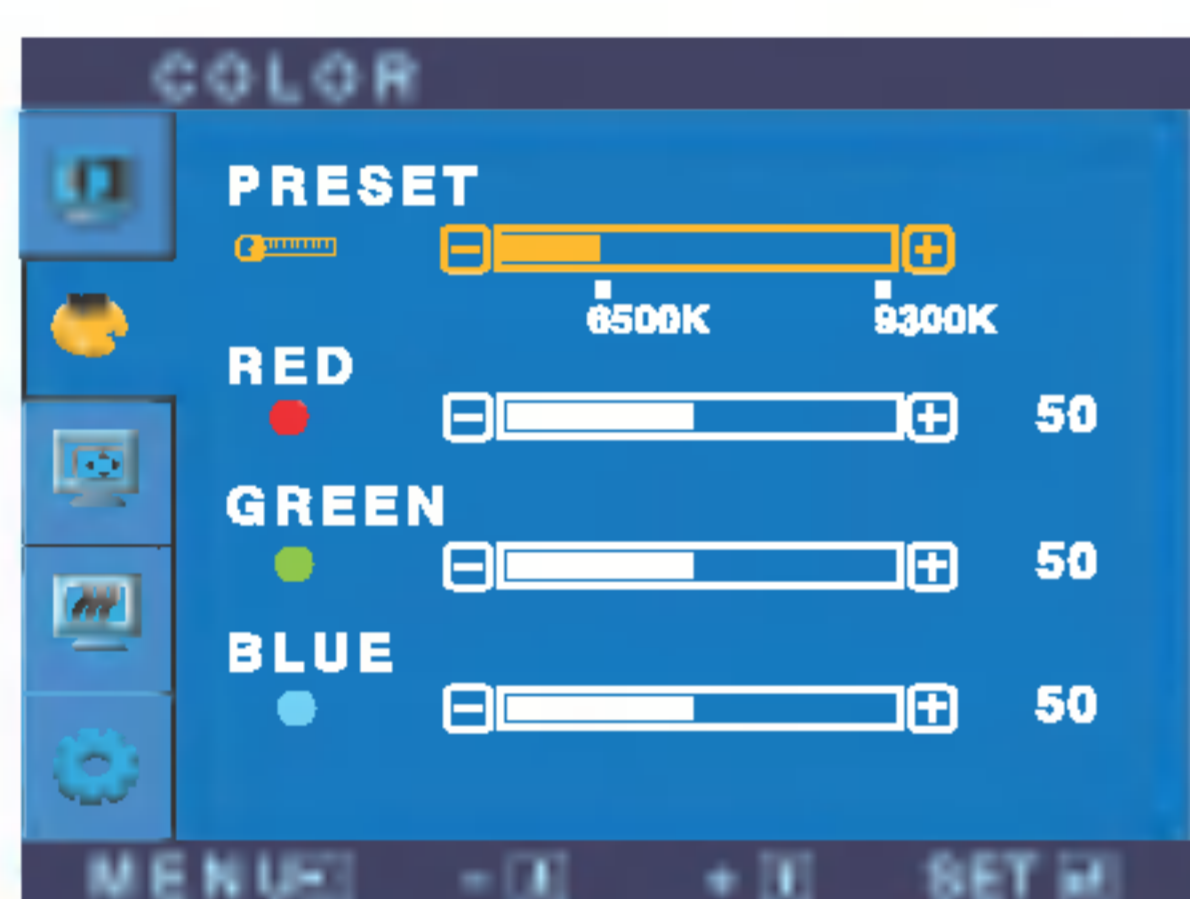 COLOR
PRESET
6500K 9300K
RED
50
GREEN
50
BLUE
50
MENU - + SET